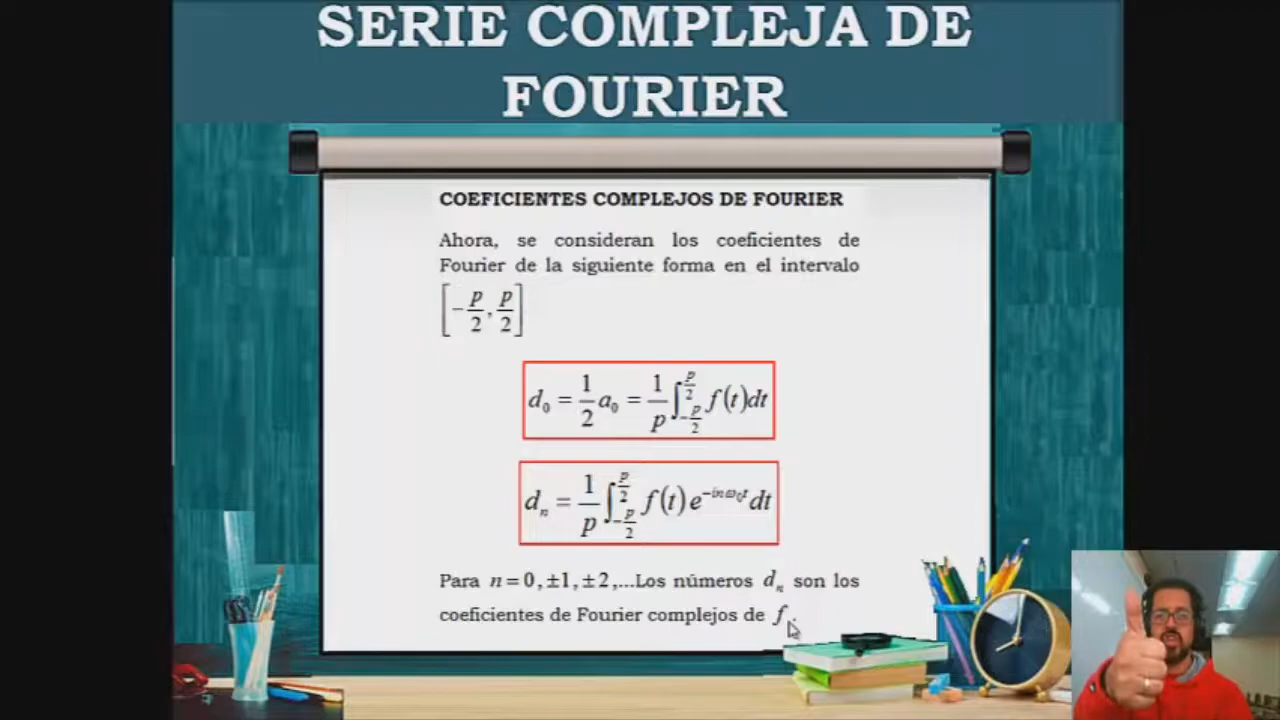 SERIE COMPLEJA DE
FOURIER
COEFICIENTES COMPLEJOS DE FOURIER
Ahora, se consideran los coeficientes de
Fourier de la siguiente forma en el intervalo
[-p/2, p/2]
d₀ = 1/2 a₀ = 1/p ∫_{-p/2}^{p/2} f(t)dt
dₙ = 1/p ∫_{-p/2}^{p/2} f(t) e^{-inω₀t} dt
Para n = 0, ±1, ±2,...Los números dₙ son los
coeficientes de Fourier complejos de f.